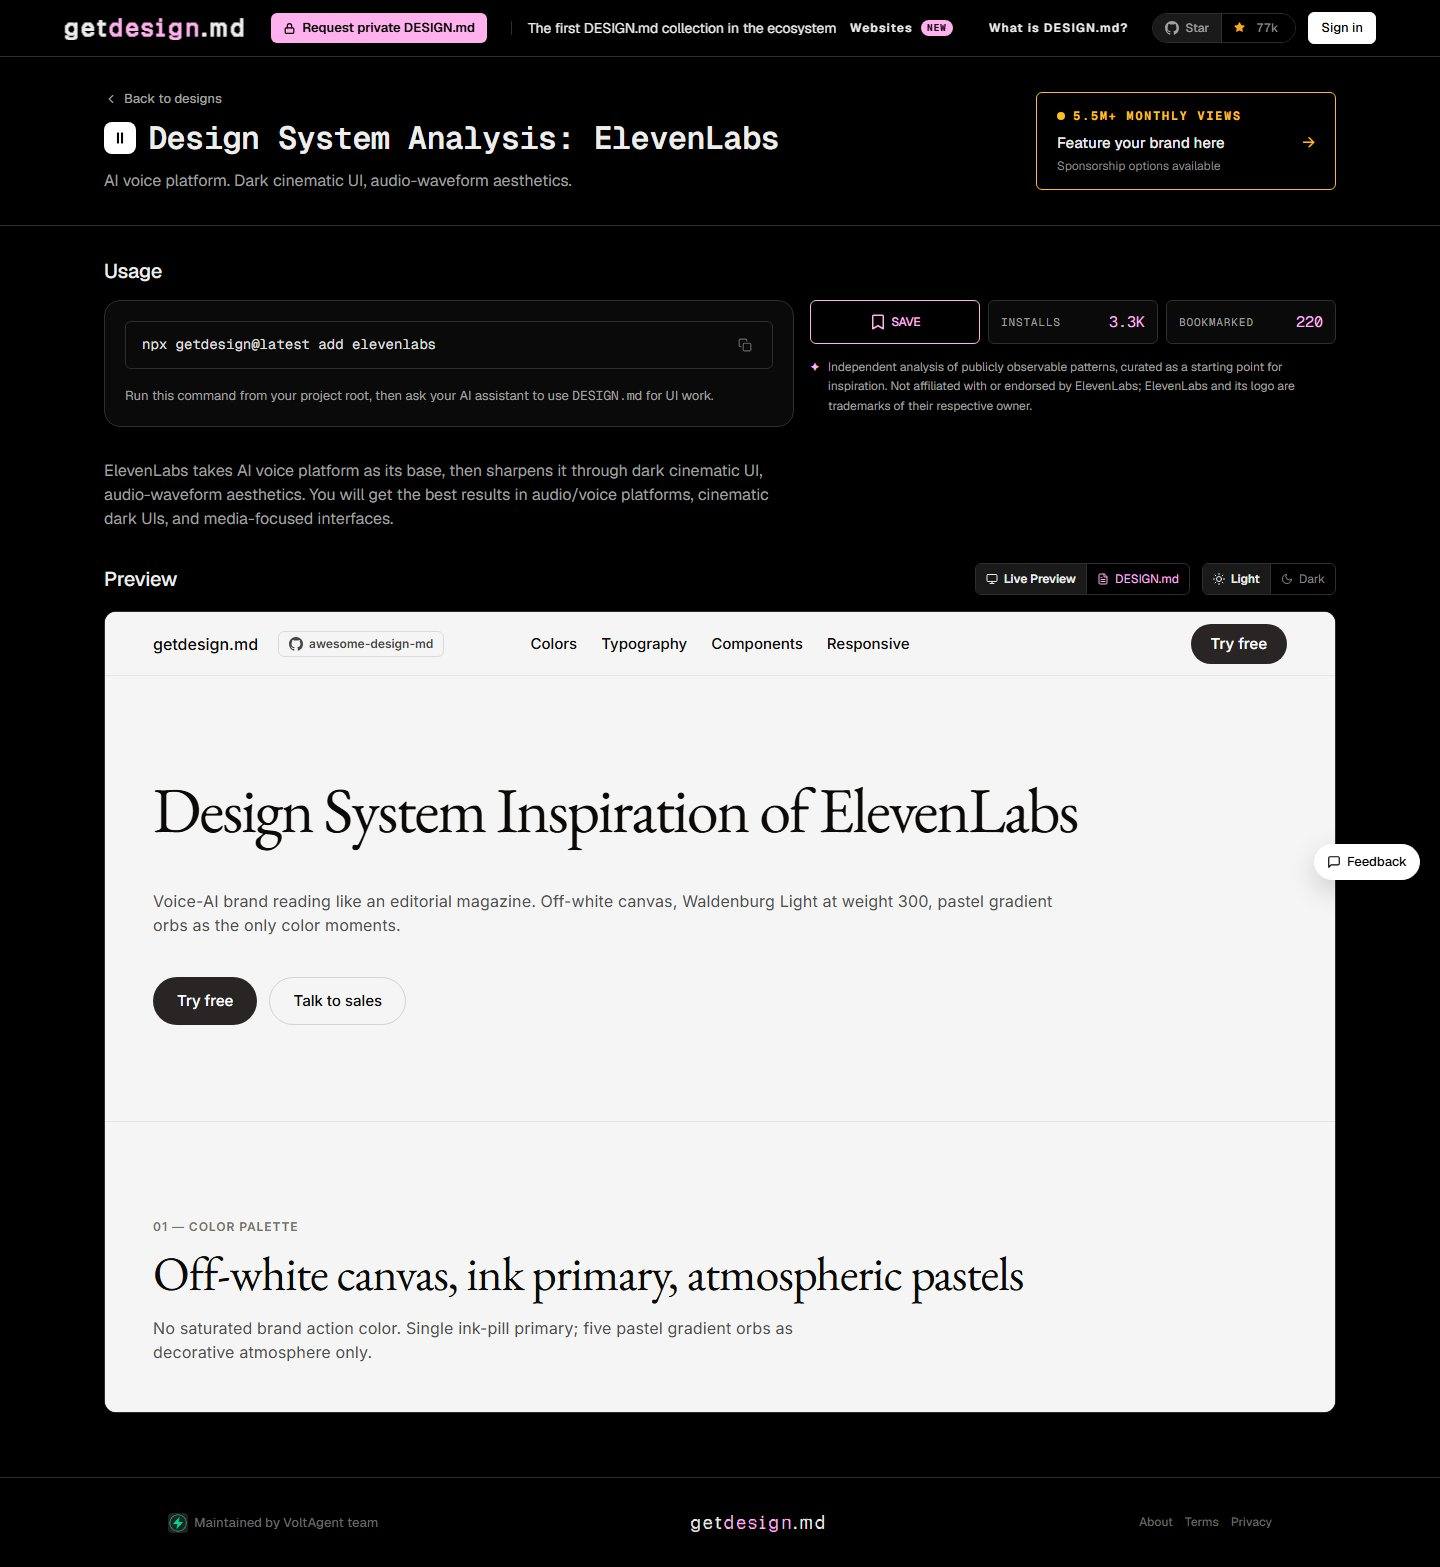 getdesign.md
Request private DESIGN.md
The first DESIGN.md collection in the ecosystem
Websites NEW
What is DESIGN.md?
Star 77k
Sign in
Back to designs
Design System Analysis: ElevenLabs
AI voice platform. Dark cinematic UI, audio-waveform aesthetics.
5.5M+ MONTHLY VIEWS
Feature your brand here
Sponsorship options available
Usage
npx getdesign@latest add elevenlabs
Run this command from your project root, then ask your AI assistant to use DESIGN.md for UI work.
SAVE
INSTALLS 3.3K
BOOKMARKED 220
Independent analysis of publicly observable patterns, curated as a starting point for
inspiration. Not affiliated with or endorsed by ElevenLabs; ElevenLabs and its logo are
trademarks of their respective owner.
ElevenLabs takes AI voice platform as its base, then sharpens it through dark cinematic UI,
audio-waveform aesthetics. You will get the best results in audio/voice platforms, cinematic
dark UIs, and media-focused interfaces.
Preview
Live Preview
DESIGN.md
Light
Dark
getdesign.md
awesome-design-md
Colors Typography Components Responsive
Try free
Design System Inspiration of ElevenLabs
Voice-AI brand reading like an editorial magazine. Off-white canvas, Waldenburg Light at weight 300, pastel gradient
orbs as the only color moments.
Try free
Talk to sales
Feedback
01 — COLOR PALETTE
Off-white canvas, ink primary, atmospheric pastels
No saturated brand action color. Single ink-pill primary; five pastel gradient orbs as
decorative atmosphere only.
Maintained by VoltAgent team
getdesign.md
About Terms Privacy